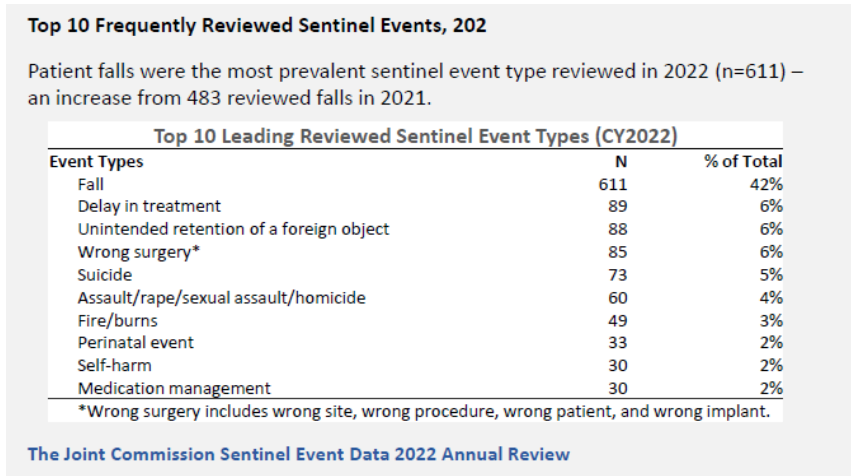 Top 10 Frequently Reviewed Sentinel Events, 202
Patient falls were the most prevalent sentinel event type reviewed in 2022 (n=611) –
an increase from 483 reviewed falls in 2021.
Top 10 Leading Reviewed Sentinel Event Types (CY2022)
Event Types N % of Total
Fall 611 42%
Delay in treatment 89 6%
Unintended retention of a foreign object 88 6%
Wrong surgery* 85 6%
Suicide 73 5%
Assault/rape/sexual assault/homicide 60 4%
Fire/burns 49 3%
Perinatal event 33 2%
Self-harm 30 2%
Medication management 30 2%
*Wrong surgery includes wrong site, wrong procedure, wrong patient, and wrong implant.
The Joint Commission Sentinel Event Data 2022 Annual Review